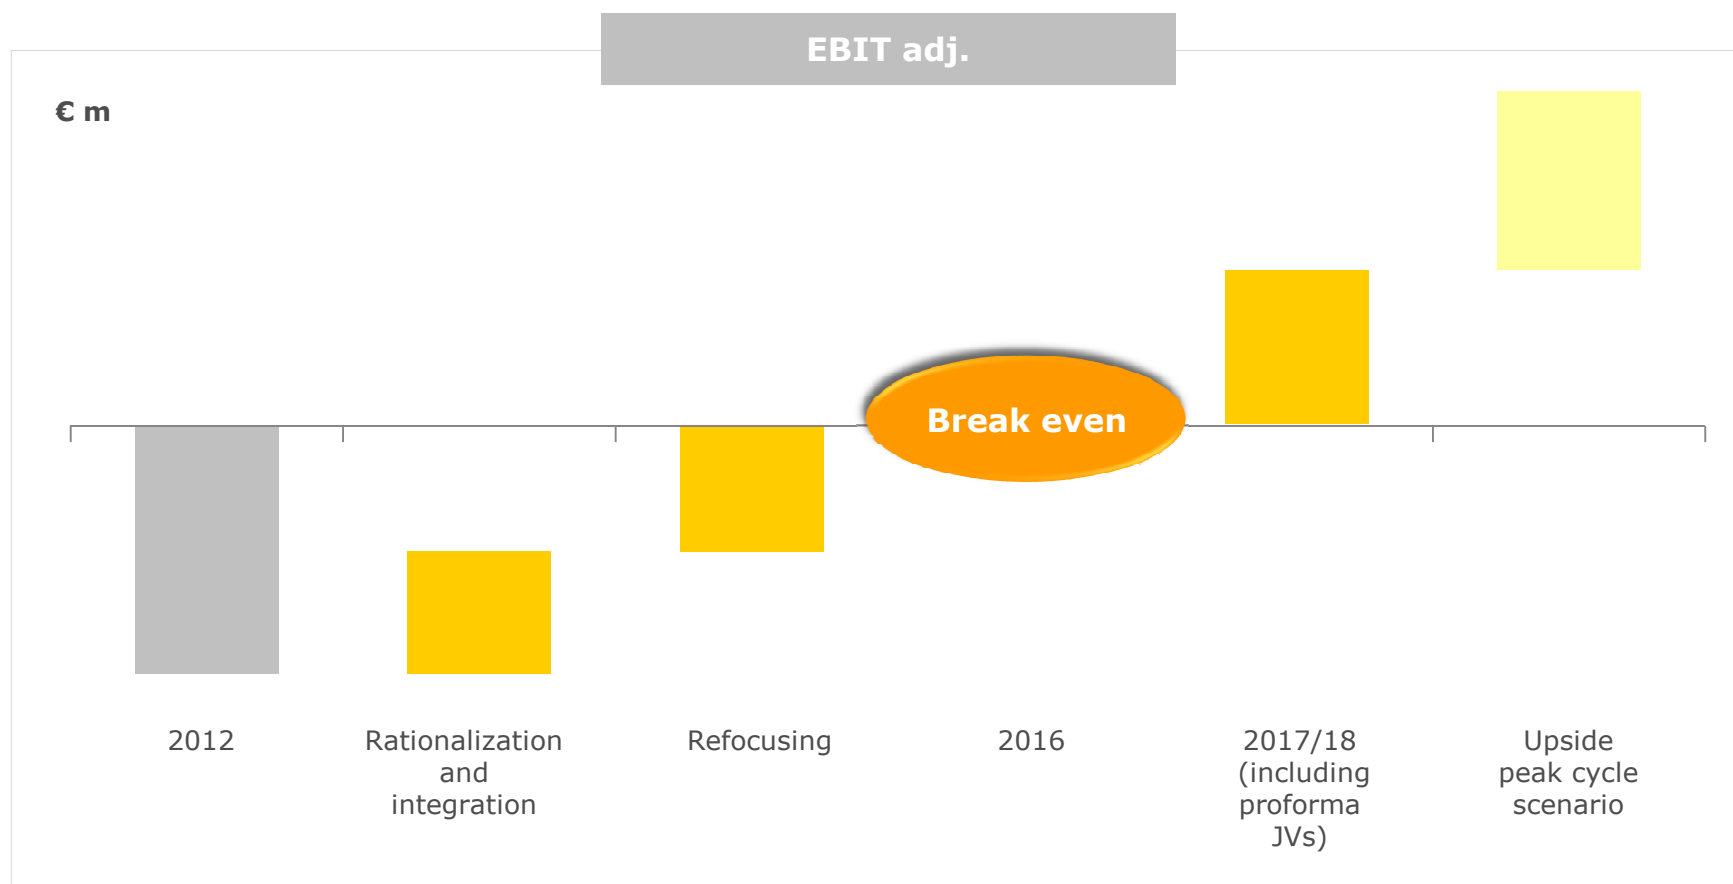 EBIT adj.
€ m
Break even
2012
Rationalization
and
integration
Refocusing
2016
2017/18
(including
proforma
JVs)
Upside
peak cycle
scenario